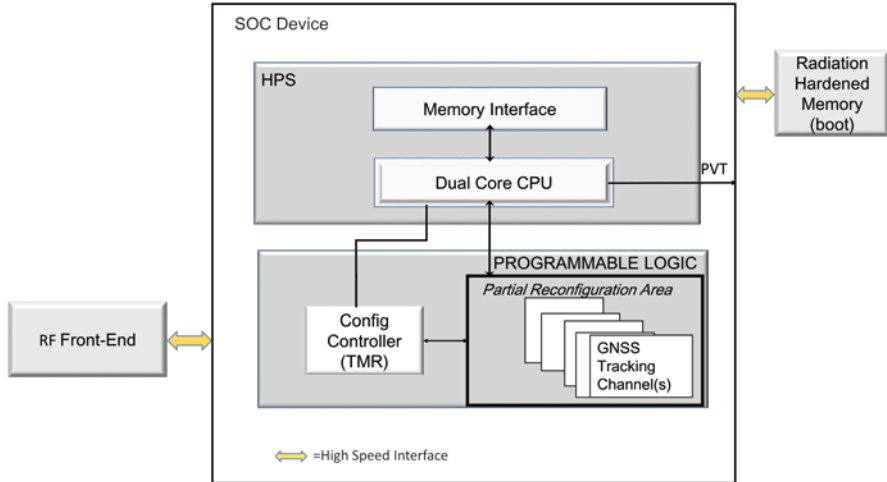 SOC Device
HPS
Memory Interface
Dual Core CPU
PVT
Radiation
Hardened
Memory
(boot)
PROGRAMMABLE LOGIC
Partial Reconfiguration Area
Config
Controller
(TMR)
GNSS
Tracking
Channel(s)
RF Front-End
=High Speed Interface